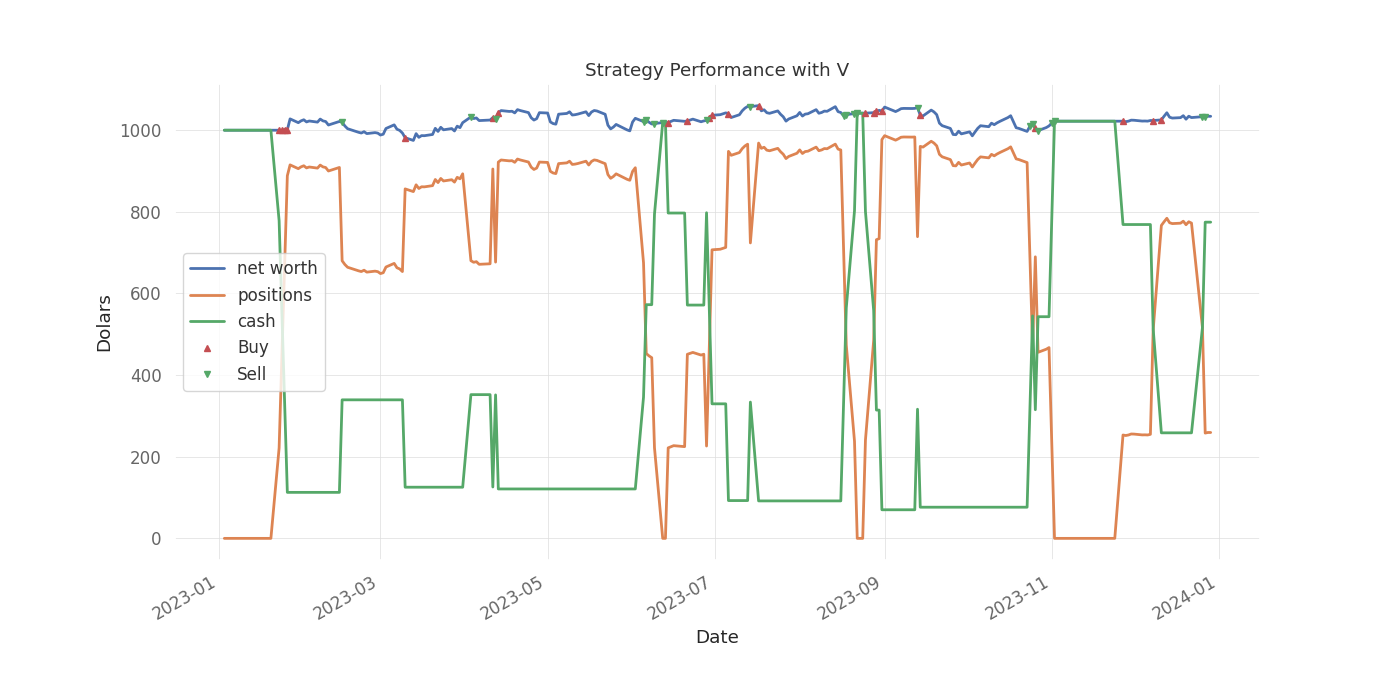 Strategy Performance with V
Dolars
1000
800
600
400
200
0
net worth
positions
cash
Buy
Sell
2023-01
2023-03
2023-05
2023-07
2023-09
2023-11
2024-01
Date